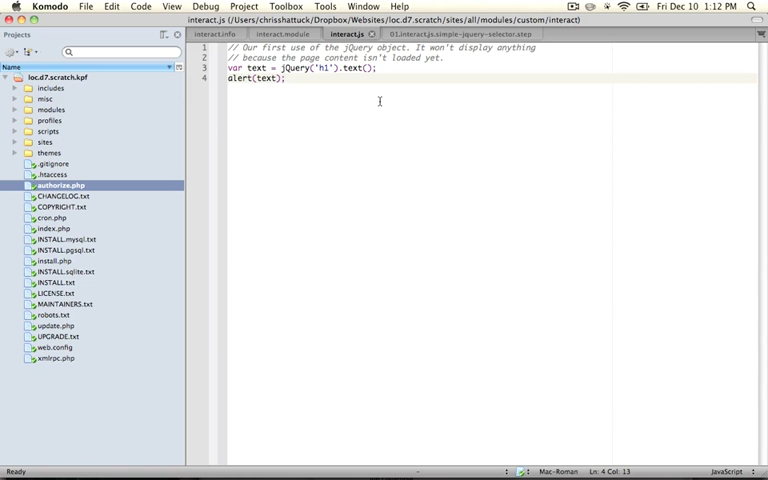 Komodo File Edit Code View Debug Project Toolbox Tools Window Help Fri Dec 10 1:12 PM
interact.js (/Users/chrisshattuck/Dropbox/Websites/loc.d7.scratch/sites/all/modules/custom/interact)
Projects
interact.info interact.module interact.js 01.interact.js.simple-jquery-selector.step
Name
loc.d7.scratch.kpf
includes
misc
modules
profiles
scripts
sites
themes
.gitignore
.htaccess
authorize.php
CHANGELOG.txt
COPYRIGHT.txt
cron.php
index.php
INSTALL.mysql.txt
INSTALL.pgsql.txt
install.php
INSTALL.sqlite.txt
INSTALL.txt
LICENSE.txt
MAINTAINERS.txt
robots.txt
update.php
UPGRADE.txt
web.config
xmlrpc.php
1 // Our first use of the jQuery object. It won't display anything
2 // because the page content isn't loaded yet.
3 var text = jQuery('h1').text();
4 alert(text);
Ready Mac-Roman Ln: 4 Col: 13 JavaScript